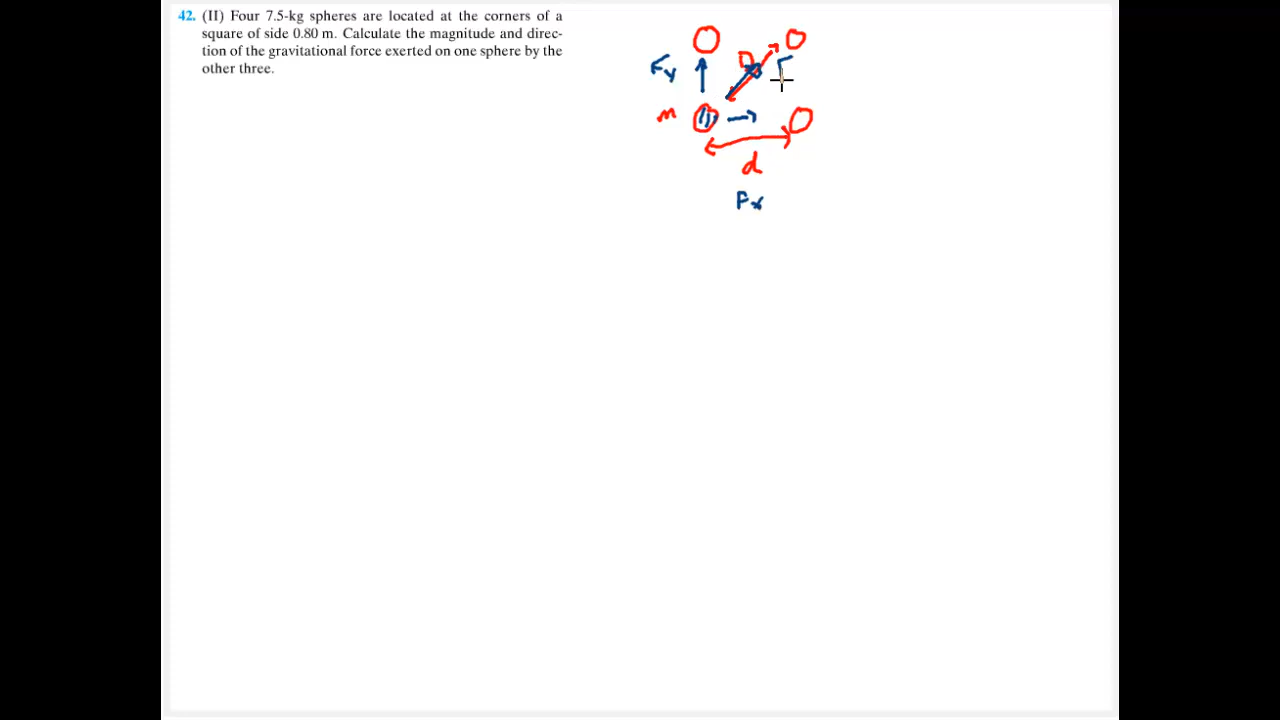 42. (II) Four 7.5-kg spheres are located at the corners of a
square of side 0.80 m. Calculate the magnitude and direc-
tion of the gravitational force exerted on one sphere by the
other three.
Fy
D
F
m
d
Fx